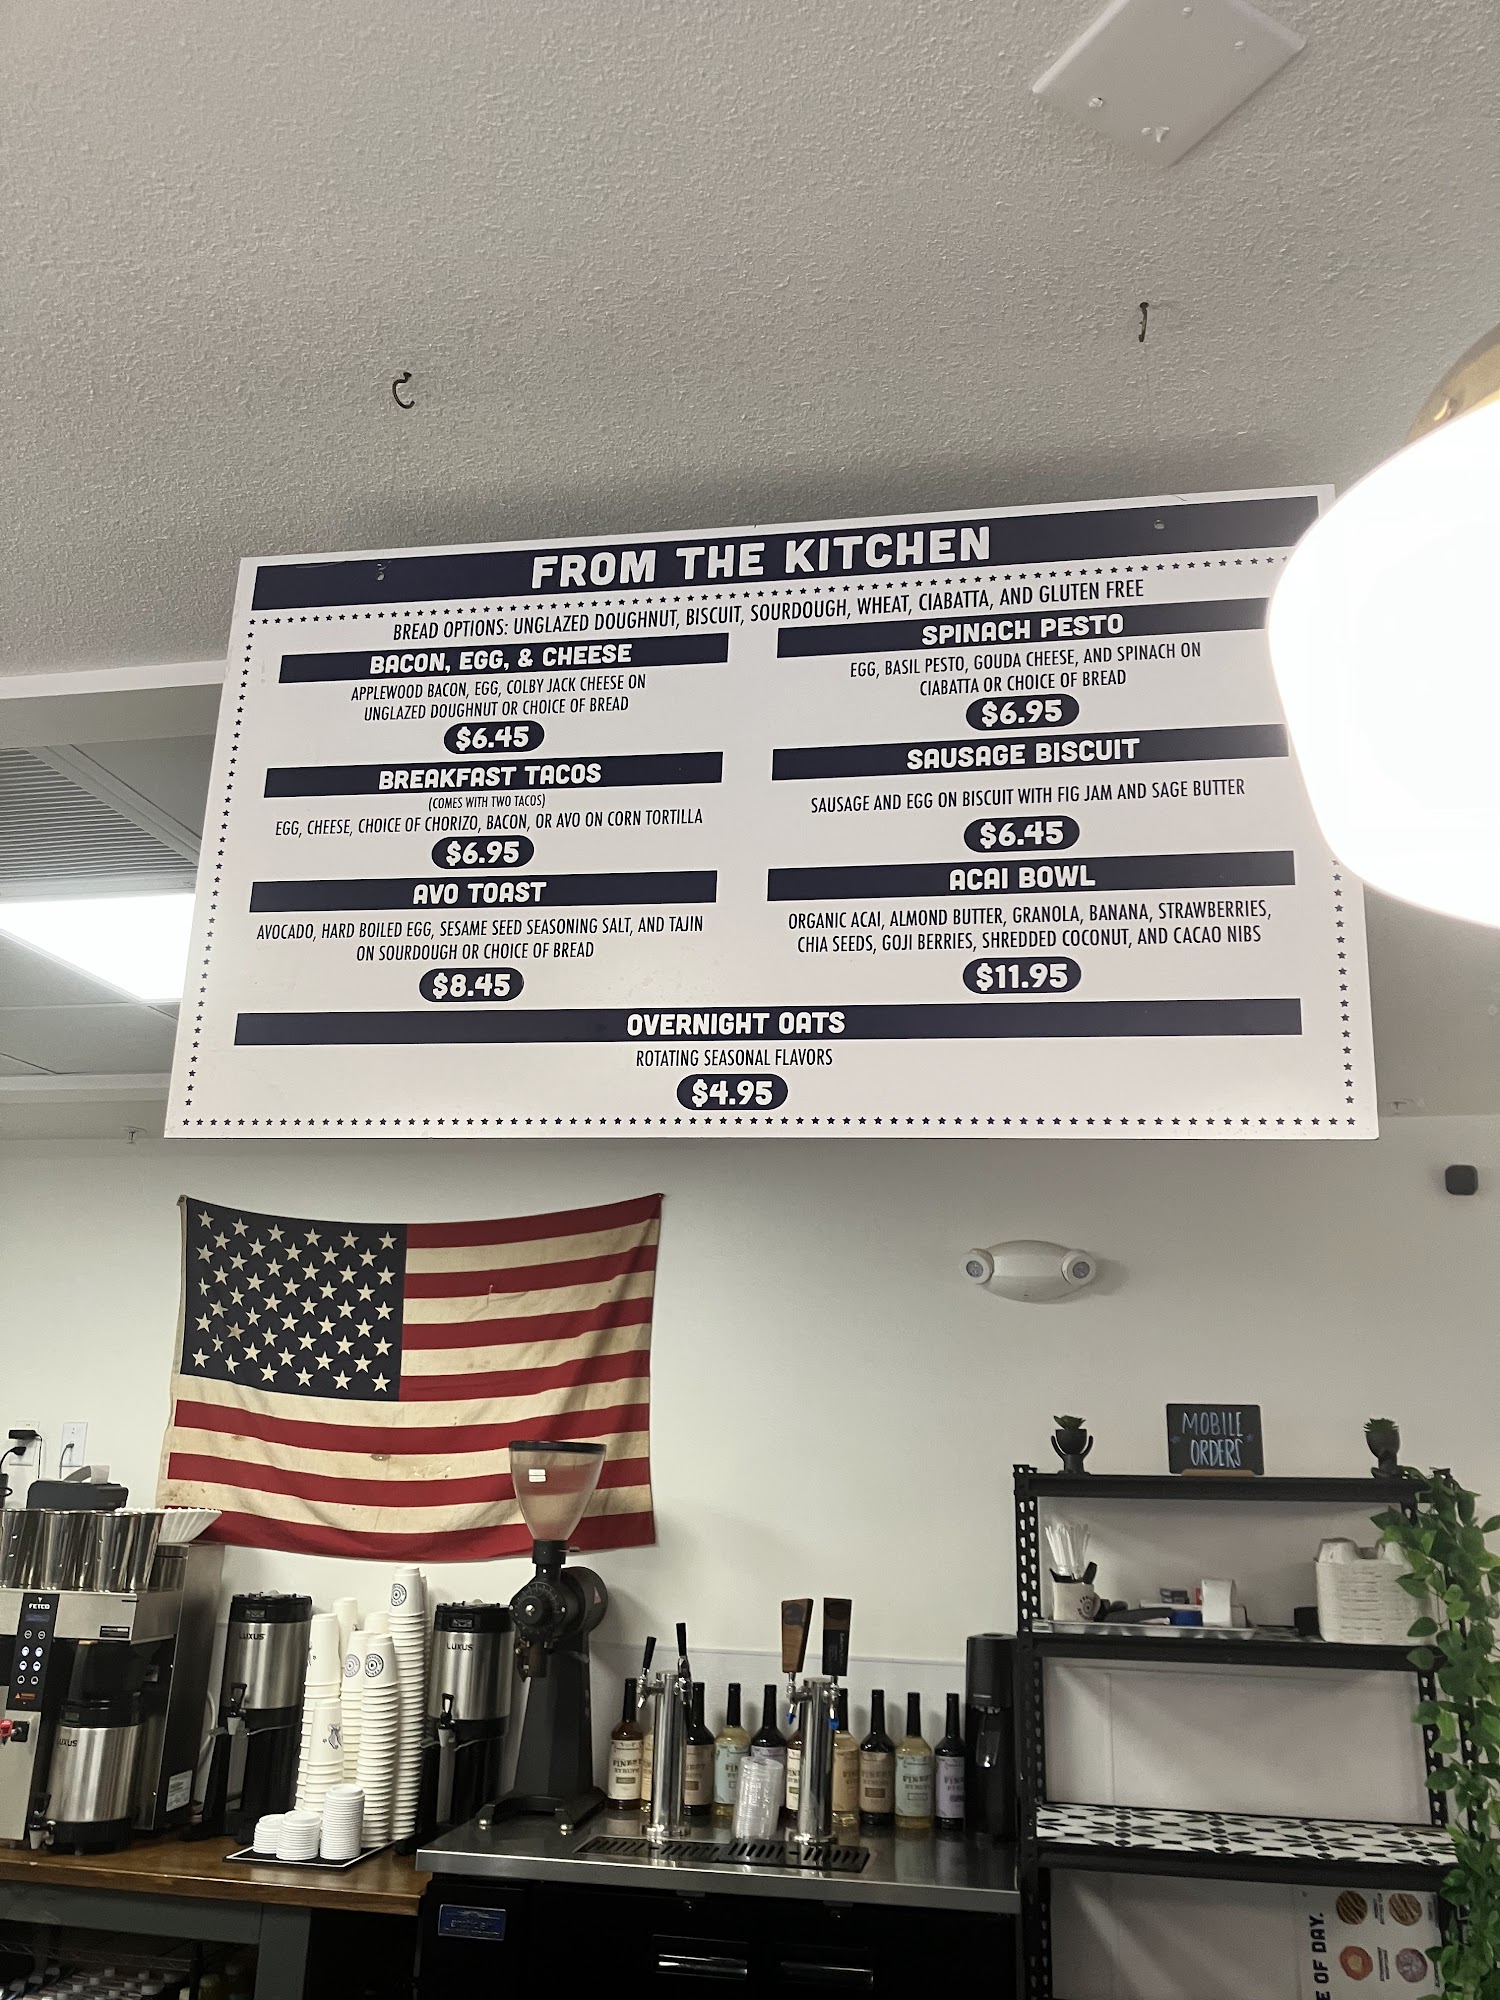 FROM THE KITCHEN
BREAD OPTIONS: UNGLAZED DOUGHNUT, BISCUIT, SOURDOUGH, WHEAT, CIABATTA, AND GLUTEN FREE
BACON, EGG, & CHEESE
APPLEWOOD BACON, EGG, COLBY JACK CHEESE ON
UNGLAZED DOUGHNUT OR CHOICE OF BREAD
$6.45
BREAKFAST TACOS
(COMES WITH TWO TACOS)
EGG, CHEESE, CHOICE OF CHORIZO, BACON, OR AVO ON CORN TORTILLA
$6.95
AVO TOAST
AVOCADO, HARD BOILED EGG, SESAME SEED SEASONING SALT, AND TAJIN
ON SOURDOUGH OR CHOICE OF BREAD
$8.45
SPINACH PESTO
EGG, BASIL PESTO, GOUDA CHEESE, AND SPINACH ON
CIABATTA OR CHOICE OF BREAD
$6.95
SAUSAGE BISCUIT
SAUSAGE AND EGG ON BISCUIT WITH FIG JAM AND SAGE BUTTER
$6.45
ACAI BOWL
ORGANIC ACAI, ALMOND BUTTER, GRANOLA, BANANA, STRAWBERRIES,
CHIA SEEDS, GOJI BERRIES, SHREDDED COCONUT, AND CACAO NIBS
$11.95
OVERNIGHT OATS
ROTATING SEASONAL FLAVORS
$4.95
MOBILE
ORDERS
FETCO
LUXUS
LUXUS
OF DAY.